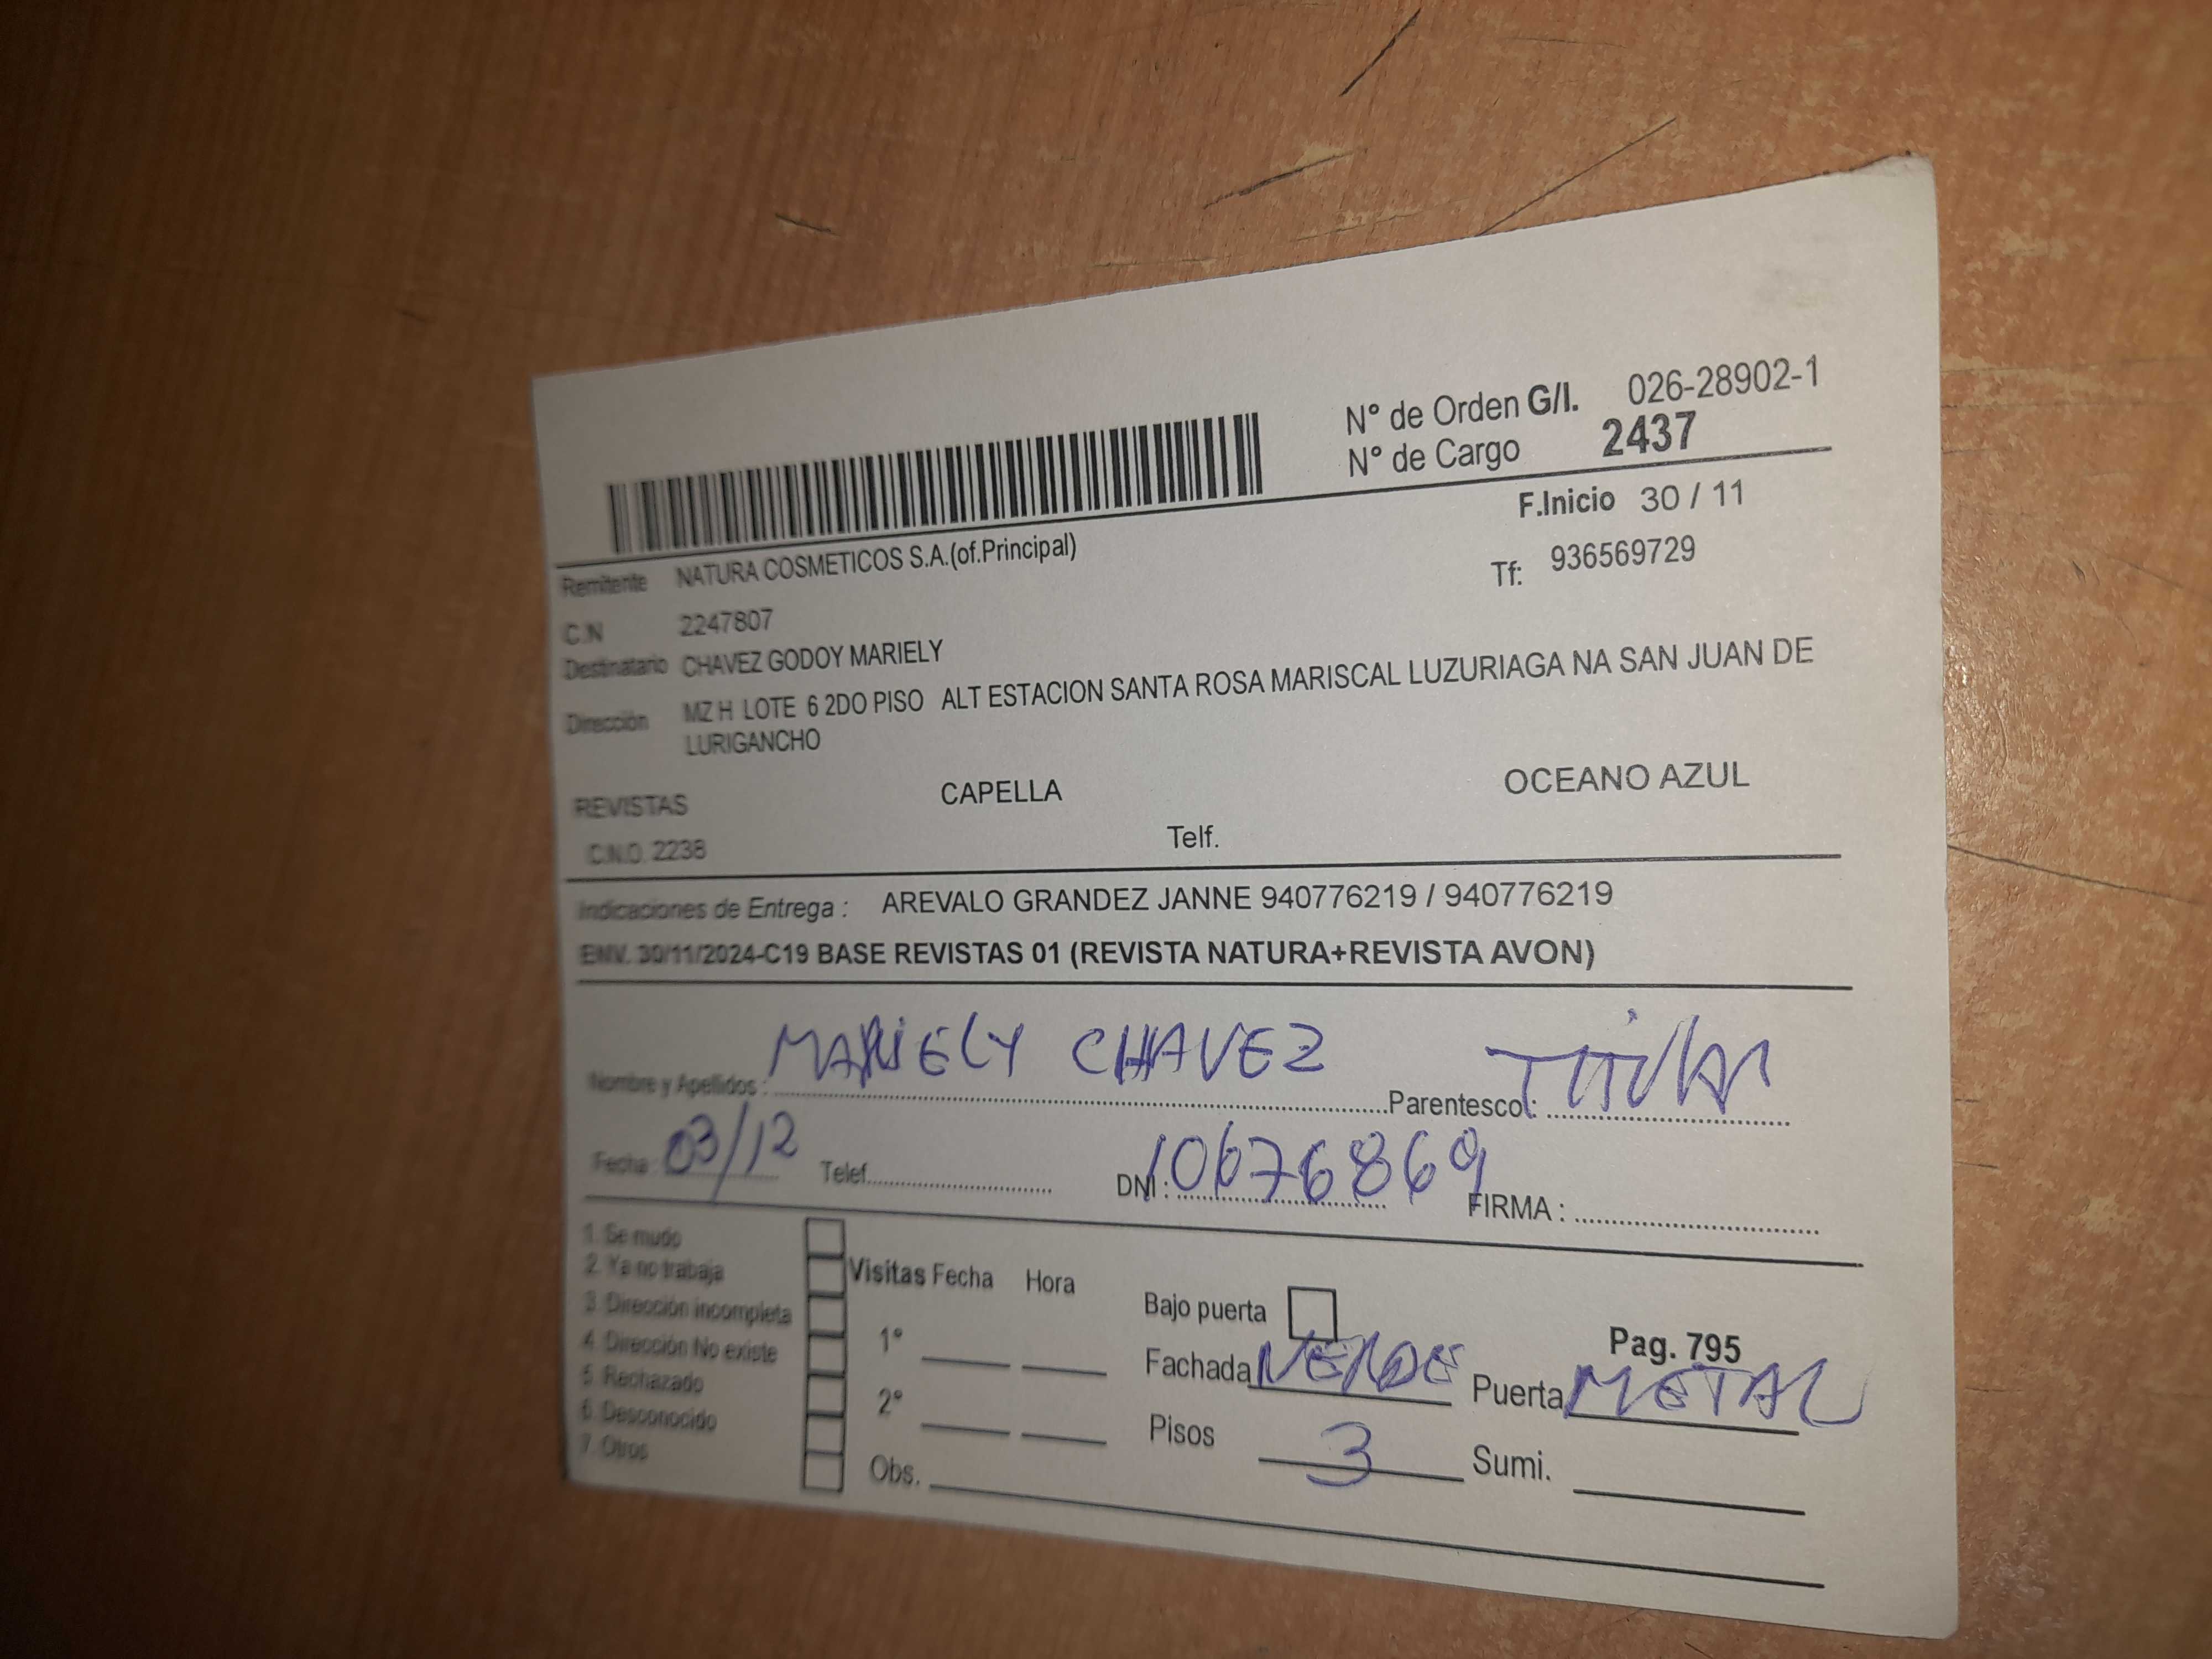 N° de Orden G/I. 026-28902-1
N° de Cargo 2437
F.Inicio 30 / 11
Remitente NATURA COSMETICOS S.A.(of.Principal)
Tf: 936569729
C.N 2247807
Destinatario CHAVEZ GODOY MARIELY
Dirección MZ H LOTE 6 2DO PISO ALT ESTACION SANTA ROSA MARISCAL LUZURIAGA NA SAN JUAN DE
LURIGANCHO
REVISTAS CAPELLA OCEANO AZUL
C.N.O. 2238 Telf.
Indicaciones de Entrega : AREVALO GRANDEZ JANNE 940776219 / 940776219
ENV. 30/11/2024-C19 BASE REVISTAS 01 (REVISTA NATURA+REVISTA AVON)
Nombre y Apellidos : MARIELY CHAVEZ Parentesco : Titular
Fecha : 03/12 Telef. DNI : 10676869 FIRMA :
1. Se mudo
2. Ya no trabaja
3. Dirección incompleta
4. Dirección No existe
5. Rechazado
6. Desconocido
7. Otros
Visitas Fecha Hora
1°
2°
Obs.
Bajo puerta
Pag. 795
Fachada VERDE Puerta METAL
Pisos 3 Sumi.